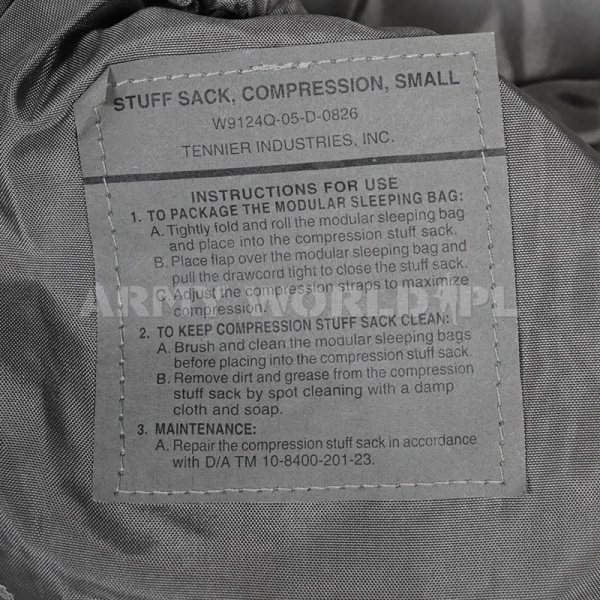 STUFF SACK, COMPRESSION, SMALL
W9124Q-05-D-0826
TENNIER INDUSTRIES, INC.
INSTRUCTIONS FOR USE
1. TO PACKAGE THE MODULAR SLEEPING BAG:
A. Tightly fold and roll the modular sleeping bag
and place into the compression stuff sack.
B. Place flap over the modular sleeping bag and
pull the drawcord tight to close the stuff sack.
C. Adjust the compression straps to maximize
compression.
ARMY-WORLD.PL
2. TO KEEP COMPRESSION STUFF SACK CLEAN:
A. Brush and clean the modular sleeping bags
before placing into the compression stuff sack.
B. Remove dirt and grease from the compression
stuff sack by spot cleaning with a damp
cloth and soap.
3. MAINTENANCE:
A. Repair the compression stuff sack in accordance
with D/A TM 10-8400-201-23.